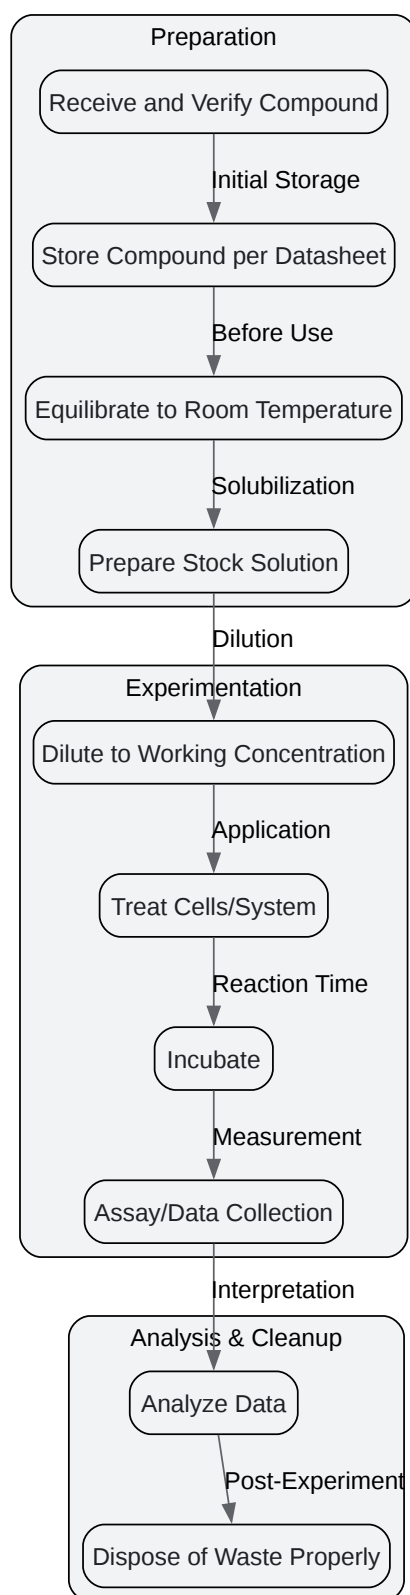 Preparation
Receive and Verify Compound
Initial Storage
Store Compound per Datasheet
Before Use
Equilibrate to Room Temperature
Solubilization
Prepare Stock Solution
Dilution
Experimentation
Dilute to Working Concentration
Application
Treat Cells/System
Reaction Time
Incubate
Measurement
Assay/Data Collection
Interpretation
Analysis & Cleanup
Analyze Data
Post-Experiment
Dispose of Waste Properly